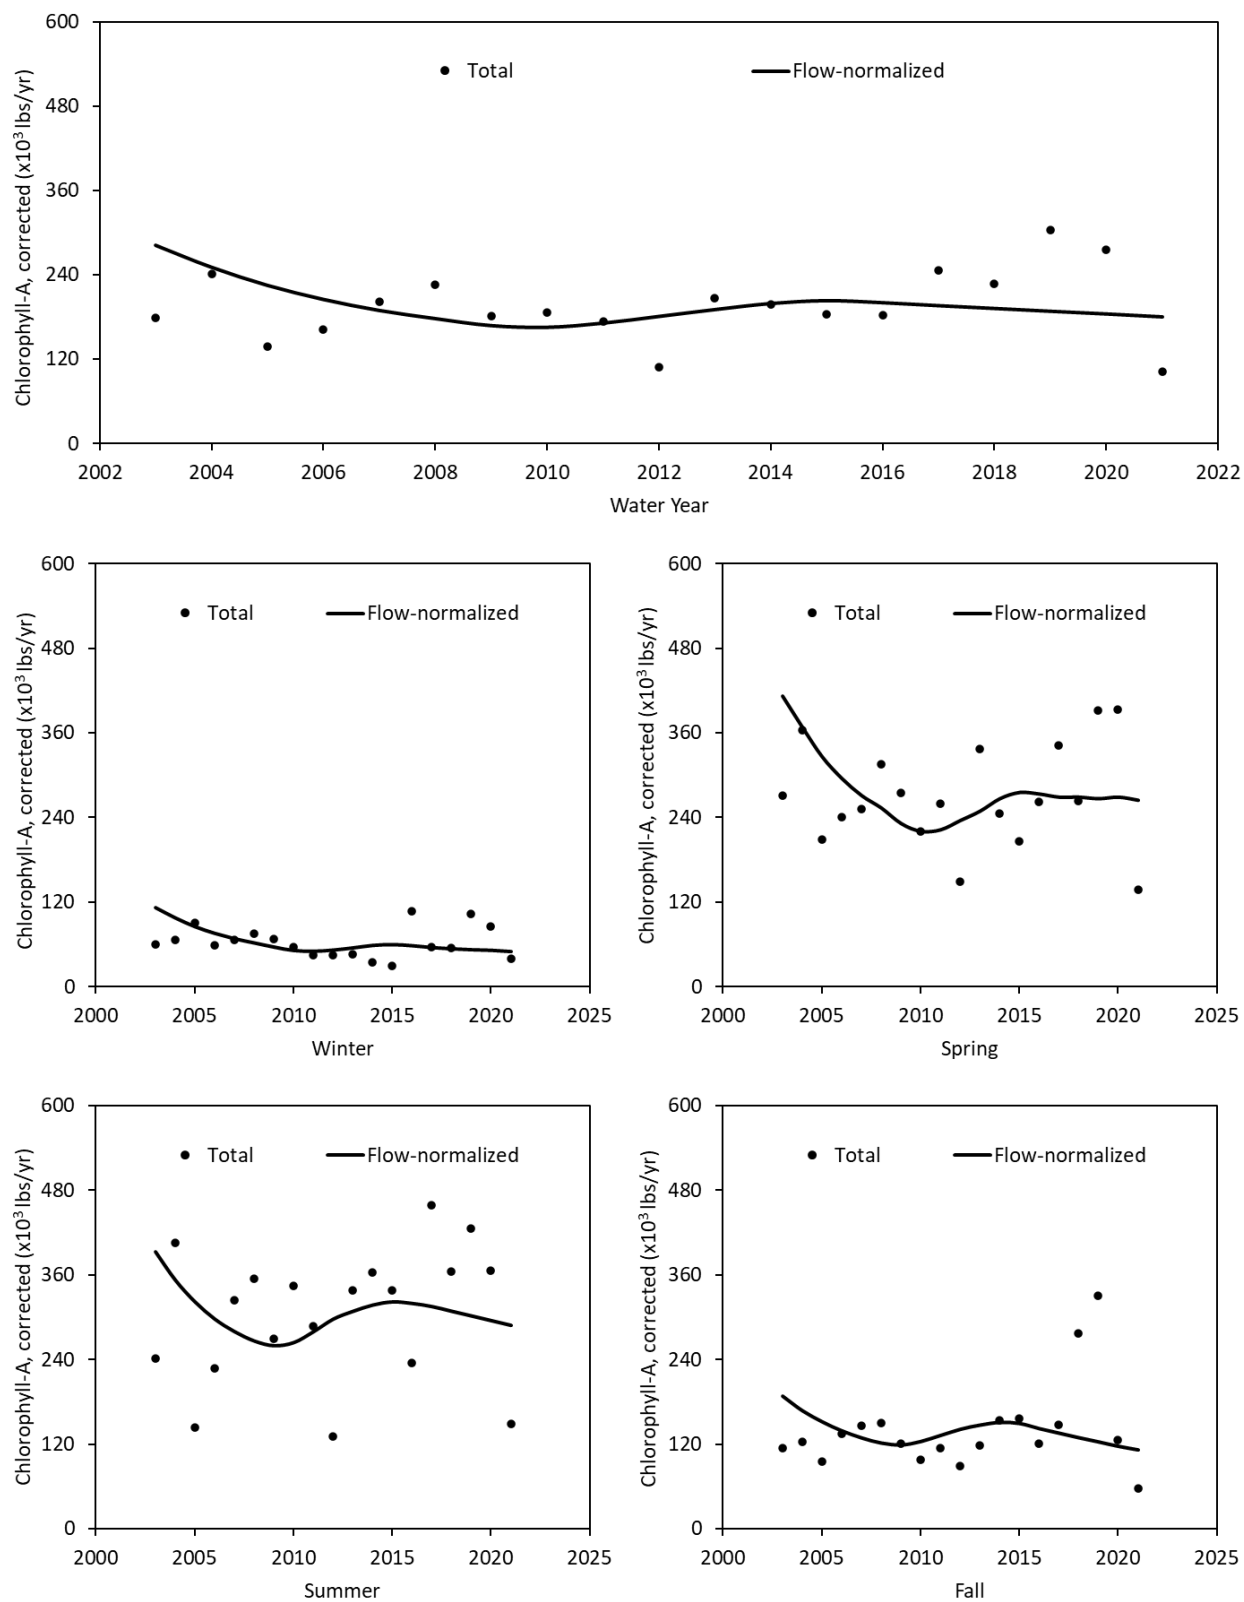 Chlorophyll-A, corrected (x10³ lbs/yr)
600
480
360
240
120
0
Total
Flow-normalized
2002 2004 2006 2008 2010 2012 2014 2016 2018 2020 2022
Water Year
Chlorophyll-A, corrected (x10³ lbs/yr)
600
480
360
240
120
0
Total
Flow-normalized
2000 2005 2010 2015 2020 2025
Winter
Chlorophyll-A, corrected (x10³ lbs/yr)
600
480
360
240
120
0
Total
Flow-normalized
2000 2005 2010 2015 2020 2025
Spring
Chlorophyll-A, corrected (x10³ lbs/yr)
600
480
360
240
120
0
Total
Flow-normalized
2000 2005 2010 2015 2020 2025
Summer
Chlorophyll-A, corrected (x10³ lbs/yr)
600
480
360
240
120
0
Total
Flow-normalized
2000 2005 2010 2015 2020 2025
Fall